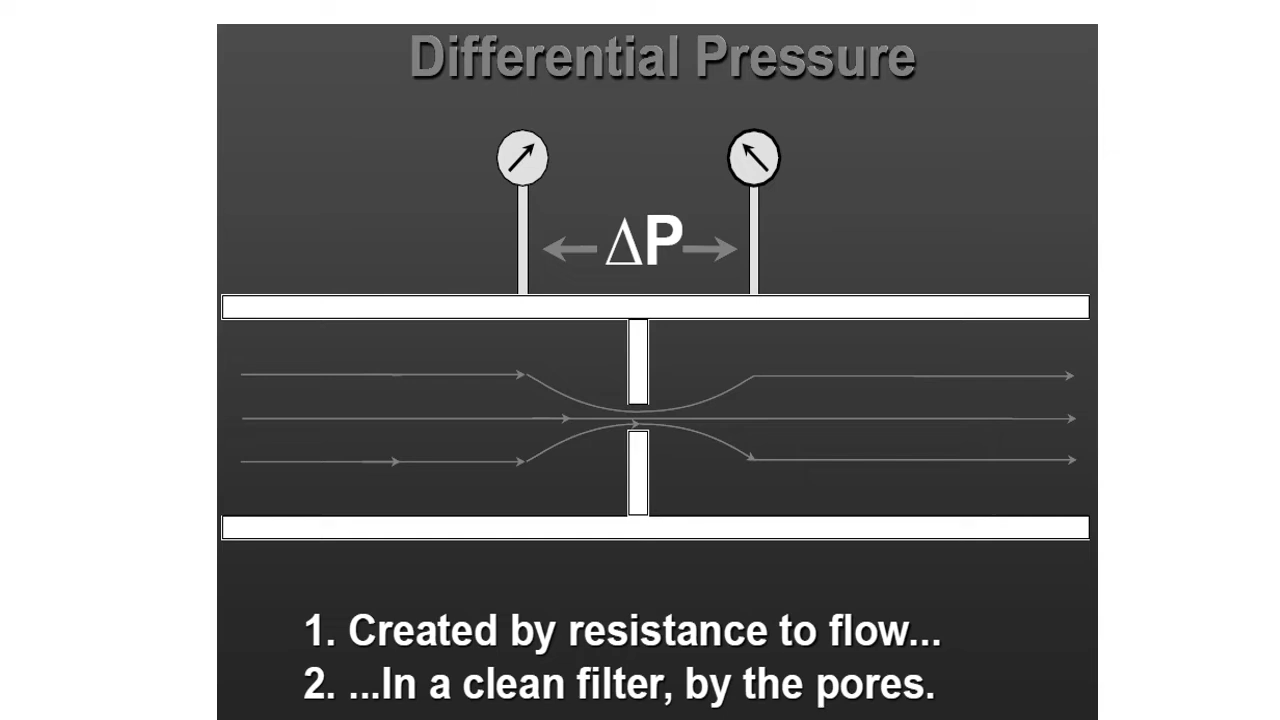 Differential Pressure
ΔP
1. Created by resistance to flow...
2. ...In a clean filter, by the pores.